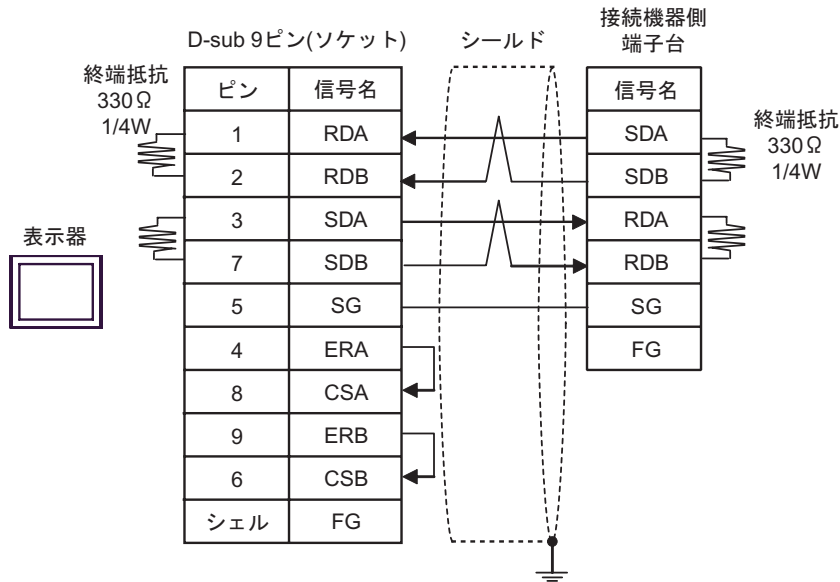 接続機器側
端子台
D-sub 9ピン(ソケット)
シールド
終端抵抗
330Ω
1/4W
ピン 信号名
1 RDA
2 RDB
3 SDA
7 SDB
5 SG
4 ERA
8 CSA
9 ERB
6 CSB
シェル FG
表示器
信号名
SDA
SDB
RDA
RDB
SG
FG
終端抵抗
330Ω
1/4W